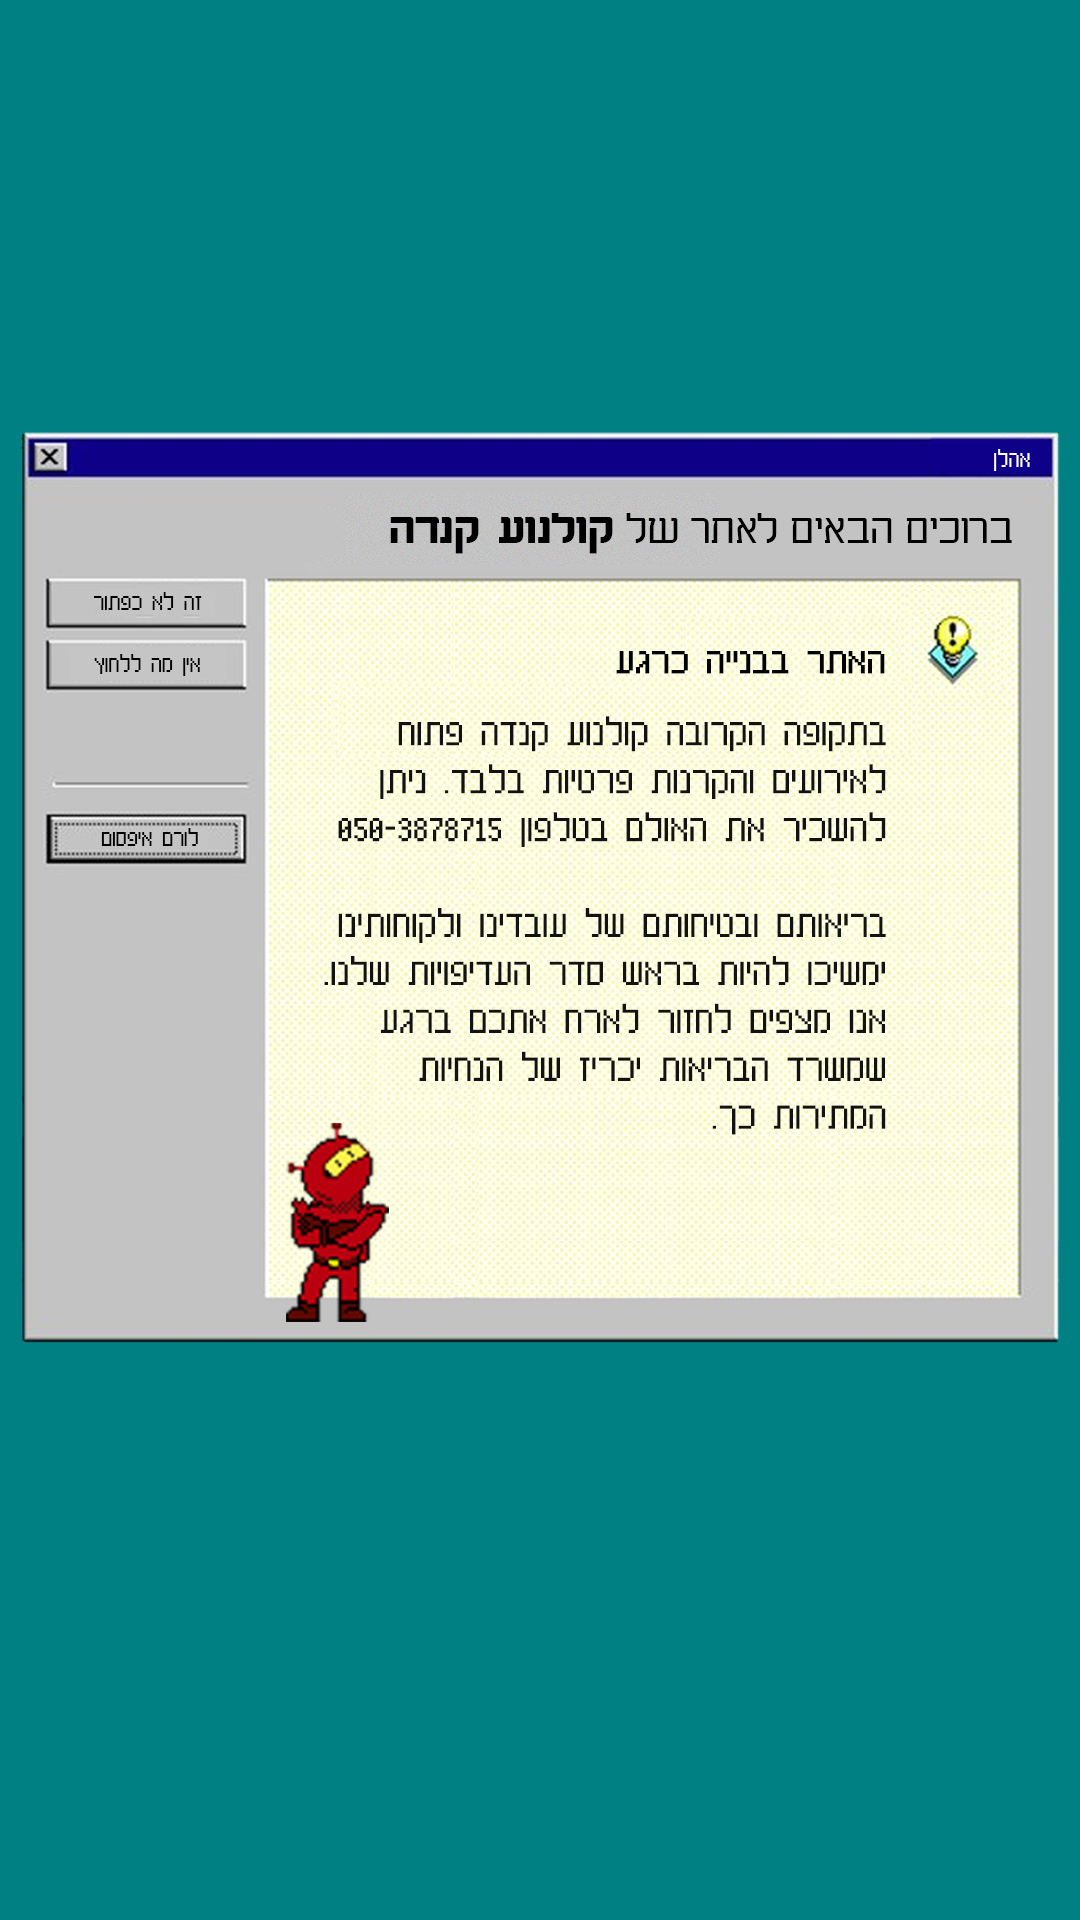 אהלן
ברוכים הבאים לאתר של קולנוע קנדה
זה לא כפתור
אין מה ללחוץ
לורם איפסום
האתר בבנייה כרגע
בתקופה הקרובה קולנוע קנדה פתוח
לאירועים והקרנות פרטיות בלבד. ניתן
להשכיר את האולם בטלפון 050-3878715
בריאותם ובטיחותם של עובדינו ולקוחותינו
ימשיכו להיות בראש סדר העדיפויות שלנו.
אנו מצפים לחזור לארח אתכם ברגע
שמשרד הבריאות יכריז של הנחיות
המתירות כך.